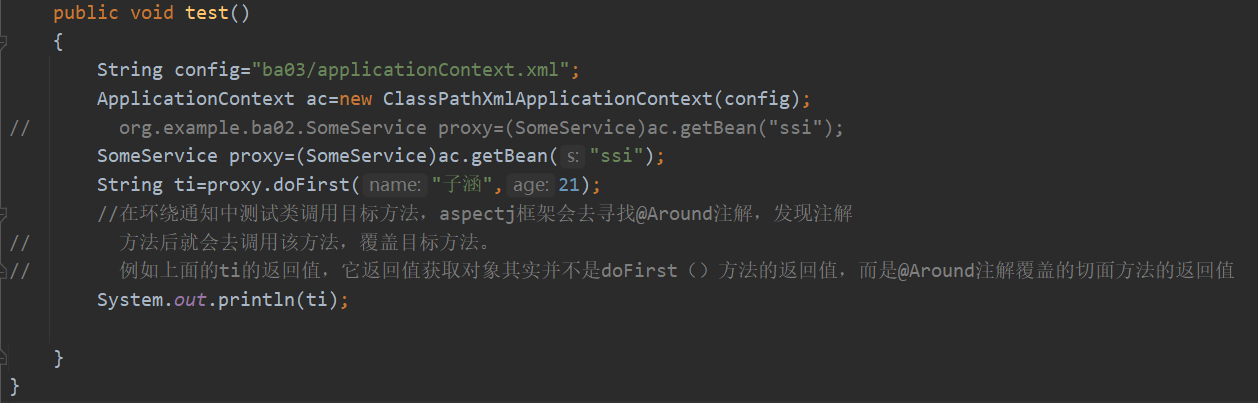 public void test()
{
String config="ba03/applicationContext.xml";
ApplicationContext ac=new ClassPathXmlApplicationContext(config);
// org.example.ba02.SomeService proxy=(SomeService)ac.getBean("ssi");
SomeService proxy=(SomeService)ac.getBean( s: "ssi");
String ti=proxy.doFirst( name: "子涵", age: 21);
//在环绕通知中测试类调用目标方法，aspectj框架会去寻找@Around注解，发现注解
// 方法后就会去调用该方法，覆盖目标方法。
// 例如上面的ti的返回值，它返回值获取对象其实并不是doFirst（）方法的返回值，而是@Around注解覆盖的切面方法的返回值
System.out.println(ti);
}
}